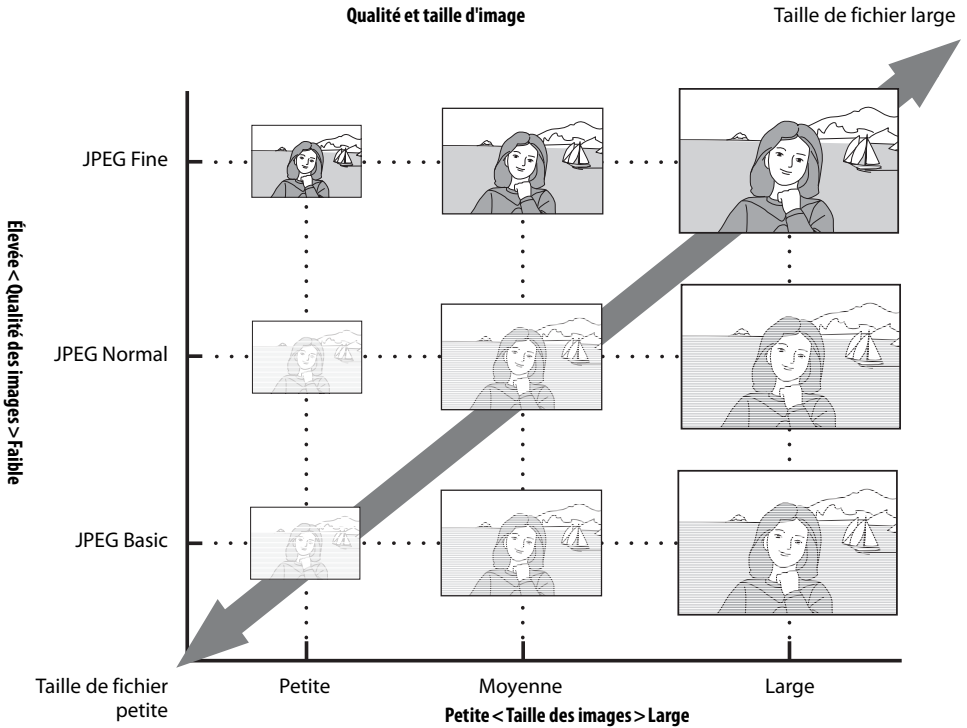 Qualité et taille d'image
Taille de fichier large
JPEG Fine
Élevée < Qualité des images > Faible
JPEG Normal
JPEG Basic
Taille de fichier
petite
Petite
Moyenne
Large
Petite < Taille des images > Large